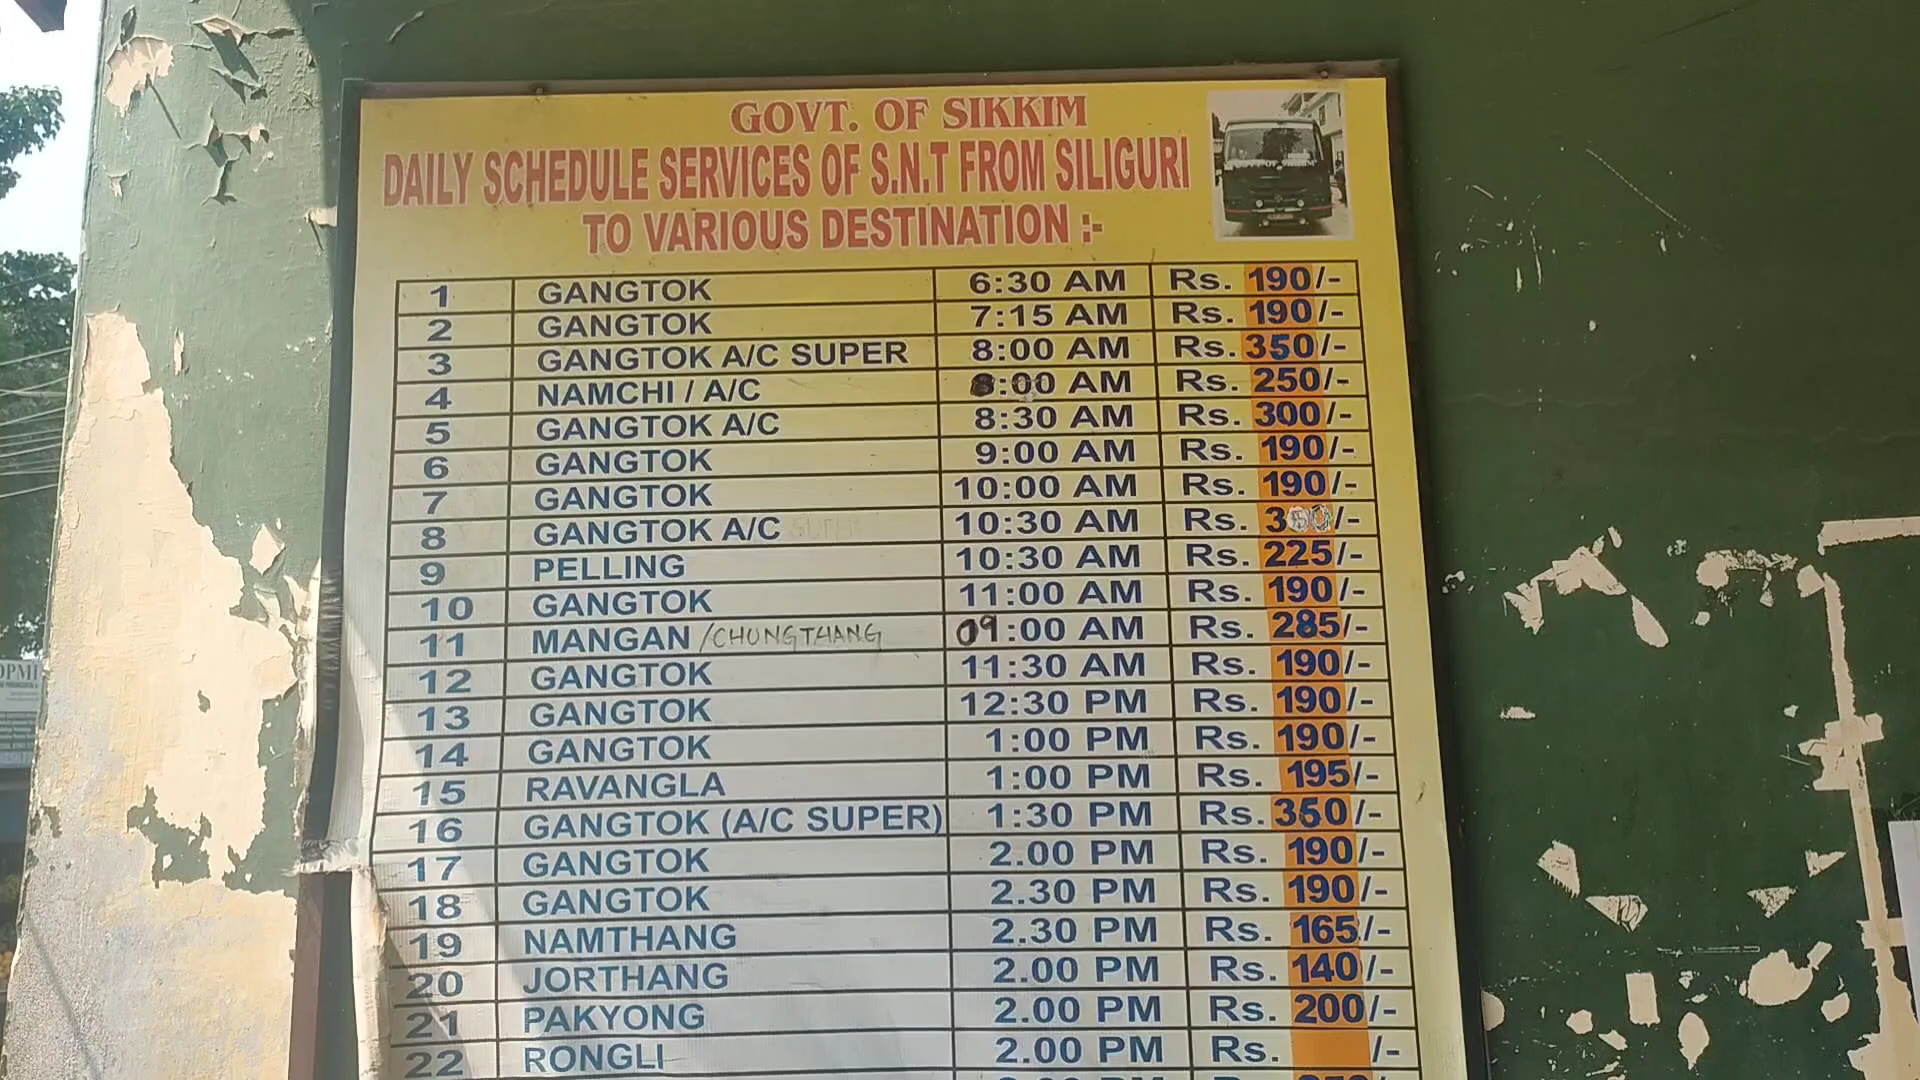 GOVT. OF SIKKIM
DAILY SCHEDULE SERVICES OF S.N.T FROM SILIGURI
TO VARIOUS DESTINATION :-
1 GANGTOK 6:30 AM Rs. 190/-
2 GANGTOK 7:15 AM Rs. 190/-
3 GANGTOK A/C SUPER 8:00 AM Rs. 350/-
4 NAMCHI / A/C 8:00 AM Rs. 250/-
5 GANGTOK A/C 8:30 AM Rs. 300/-
6 GANGTOK 9:00 AM Rs. 190/-
7 GANGTOK 10:00 AM Rs. 190/-
8 GANGTOK A/C 10:30 AM Rs.
9 PELLING 10:30 AM Rs. 225/-
10 GANGTOK 11:00 AM Rs. 190/-
11 MANGAN /CHUNGTHANG 09:00 AM Rs. 285/-
12 GANGTOK 11:30 AM Rs. 190/-
13 GANGTOK 12:30 PM Rs. 190/-
14 GANGTOK 1:00 PM Rs. 190/-
15 RAVANGLA 1:00 PM Rs. 195/-
16 GANGTOK (A/C SUPER) 1:30 PM Rs. 350/-
17 GANGTOK 2.00 PM Rs. 190/-
18 GANGTOK 2.30 PM Rs. 190/-
19 NAMTHANG 2.30 PM Rs. 165/-
20 JORTHANG 2.00 PM Rs. 140/-
21 PAKYONG 2.00 PM Rs. 200/-
22 RONGLI 2.00 PM Rs. /-